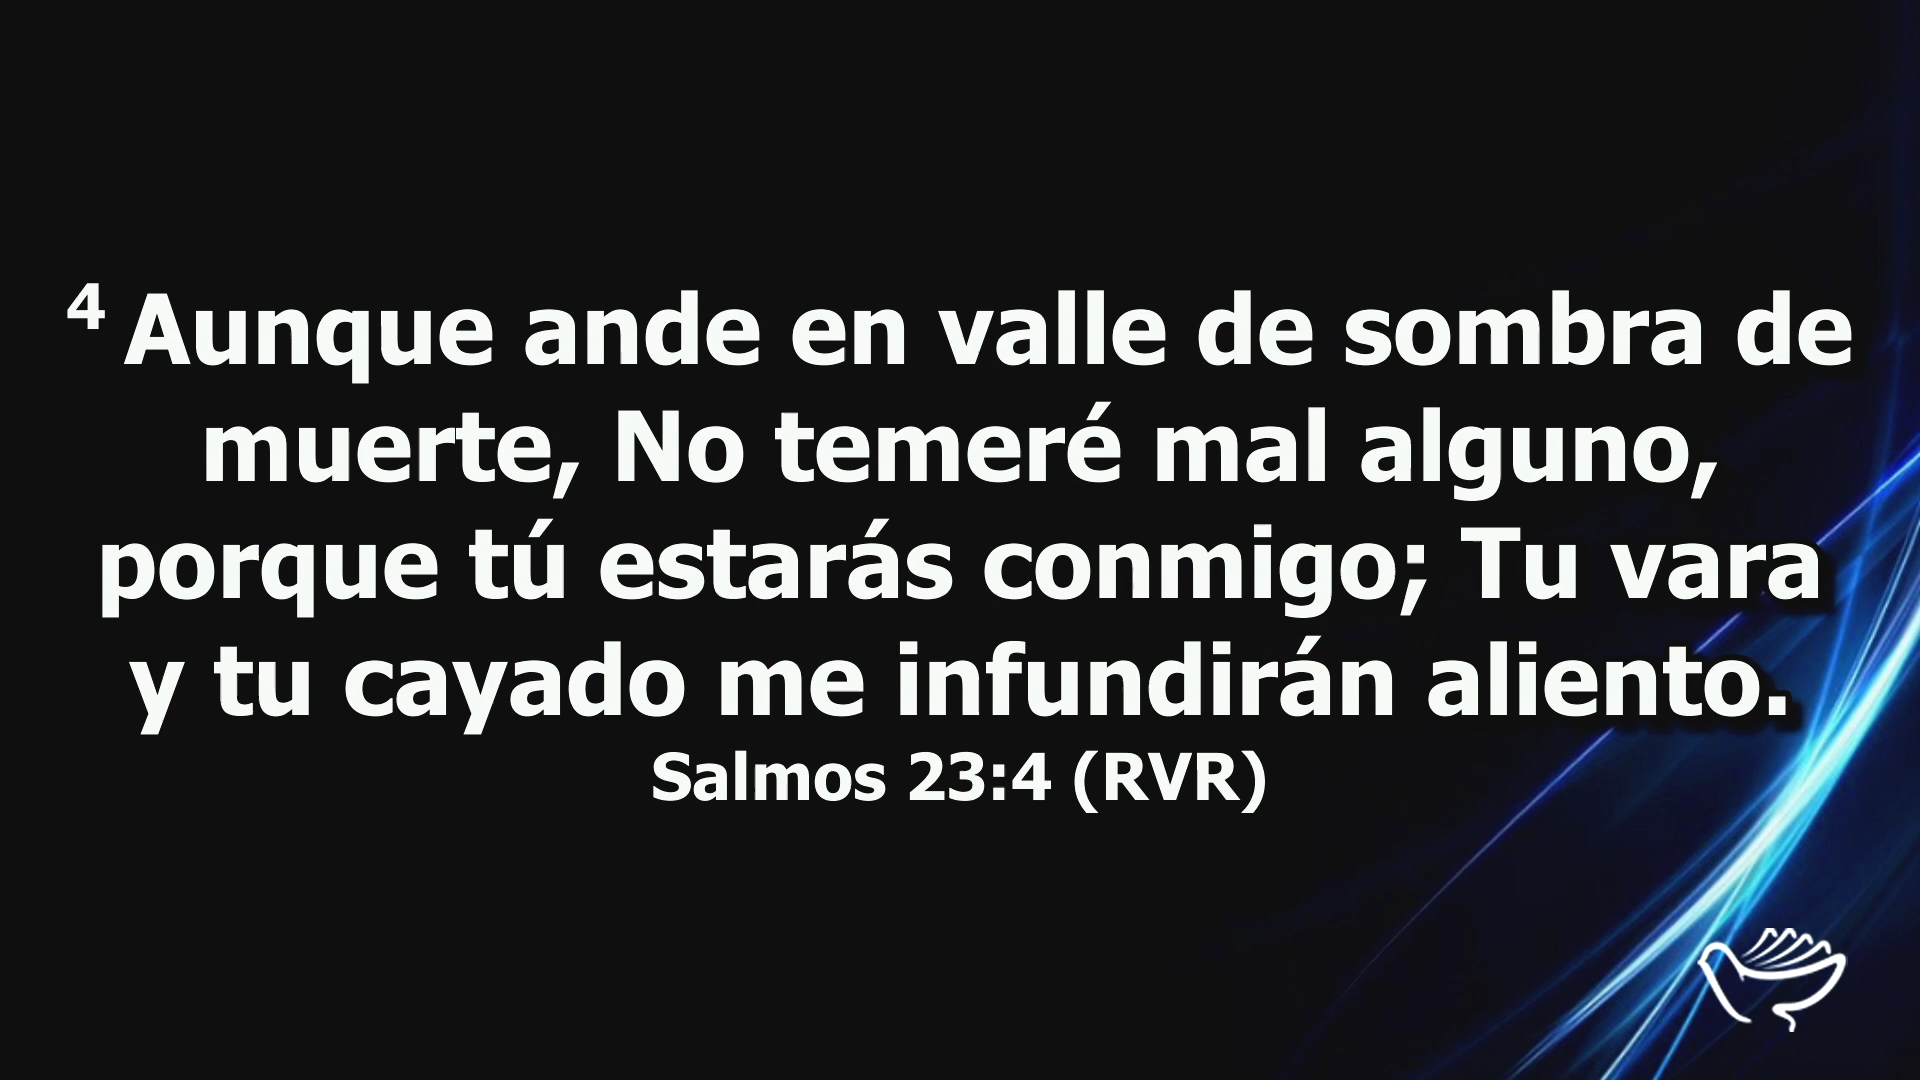 4 Aunque ande en valle de sombra de
muerte, No temeré mal alguno,
porque tú estarás conmigo; Tu vara
y tu cayado me infundirán aliento.
Salmos 23:4 (RVR)